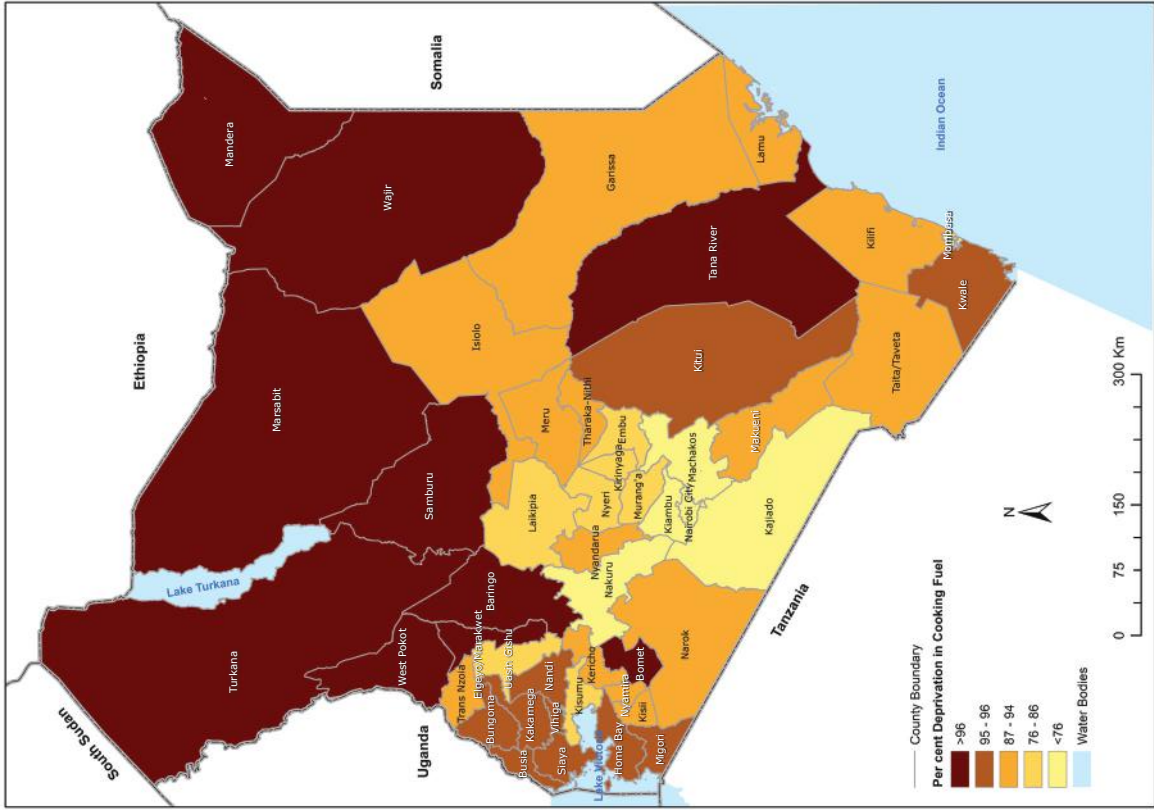 South Sudan
Ethiopia
Somalia
Uganda
Tanzania
Indian Ocean
Lake Turkana
Lake Victoria
Turkana
Marsabit
Mandera
Wajir
West Pokot
Samburu
Isiolo
Garissa
Baringo
Elgeyo/Marakwet
Trans Nzoia
Uasin Gishu
Bungoma
Kakamega
Busia
Nandi
Vihiga
Siaya
Kisumu
Kericho
Homa Bay
Nyamira
Kisii
Migori
Bomet
Narok
Nakuru
Laikipia
Meru
Tharaka-Nithi
Nyandarua
Nyeri
Kirinyaga
Embu
Murang'a
Kiambu
Nairobi City
Machakos
Kajiado
Kitui
Makueni
Tana River
Lamu
Kilifi
Taita/Taveta
Mombasa
Kwale
N
0 75 150 300 Km
County Boundary
Per cent Deprivation in Cooking Fuel
>96
95 - 96
87 - 94
76 - 86
<76
Water Bodies